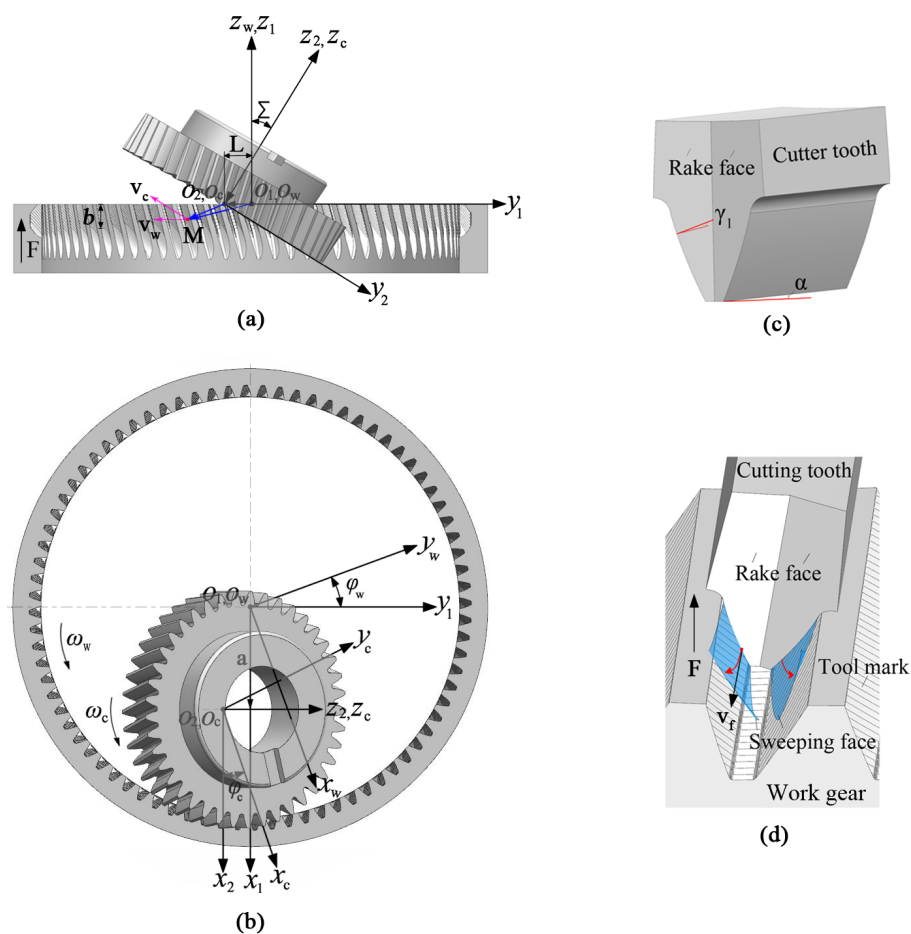 z_w, z_1
z_2, z_c
Σ
L
v_c
O_2, O_c
O_1, O_w
y_1
b
v_w
M
F
y_2
(a)
Rake face
Cutter tooth
γ_1
α
(c)
y_w
O_1, O_w
φ_w
y_1
ω_w
y_c
a
ω_c
O_2, O_c
z_2, z_c
x_w
φ_c
x_2
x_1
x_c
(b)
Cutting tooth
Rake face
F
Tool mark
v_f
Sweeping face
Work gear
(d)